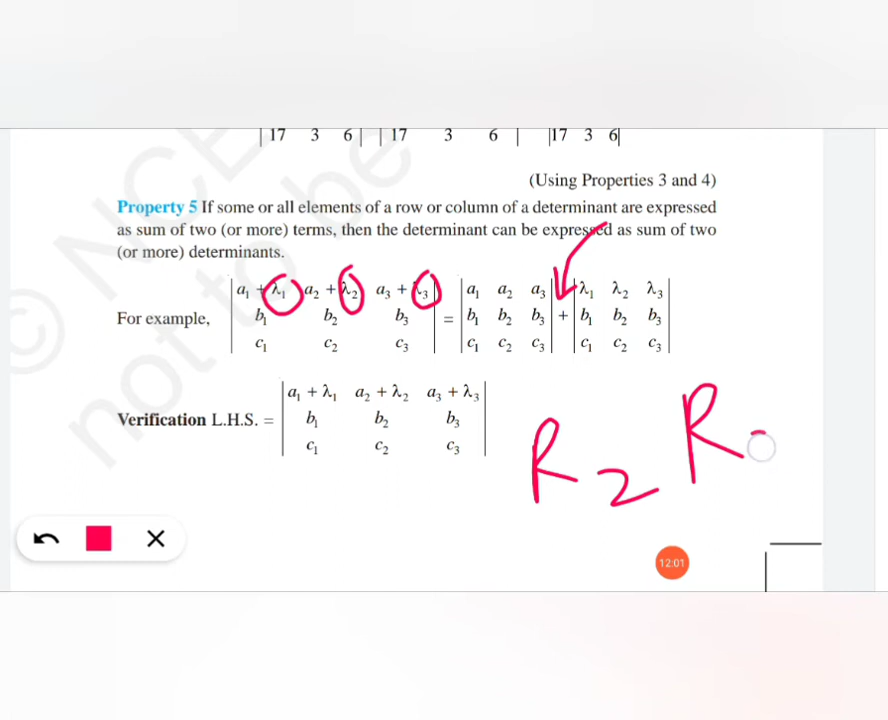 © NCE
not to be
| 17 3 6 | | 17 3 6 | |17 3 6|
(Using Properties 3 and 4)
Property 5 If some or all elements of a row or column of a determinant are expressed
as sum of two (or more) terms, then the determinant can be expressed as sum of two
(or more) determinants.
a₁ + λ₁ a₂ + λ₂ a₃ + λ₃ a₁ a₂ a₃ λ₁ λ₂ λ₃
For example, b₁ b₂ b₃ = b₁ b₂ b₃ + b₁ b₂ b₃
c₁ c₂ c₃ c₁ c₂ c₃ c₁ c₂ c₃
a₁ + λ₁ a₂ + λ₂ a₃ + λ₃
Verification L.H.S. = b₁ b₂ b₃
c₁ c₂ c₃
R₂ R
12:01